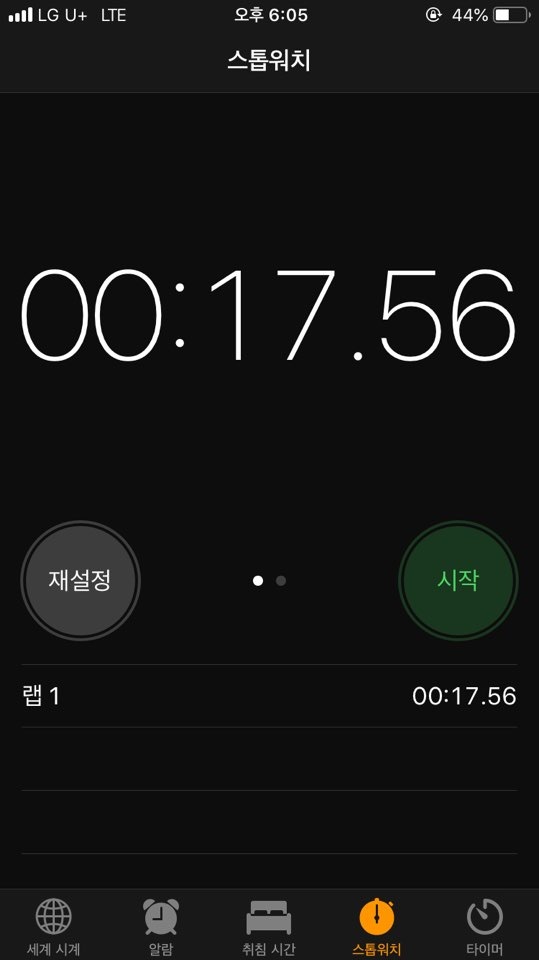 LG U+ LTE 오후 6:05 44%
스톱워치
00:17.56
재설정 시작
랩 1 00:17.56
세계 시계 알람 취침 시간 스톱워치 타이머